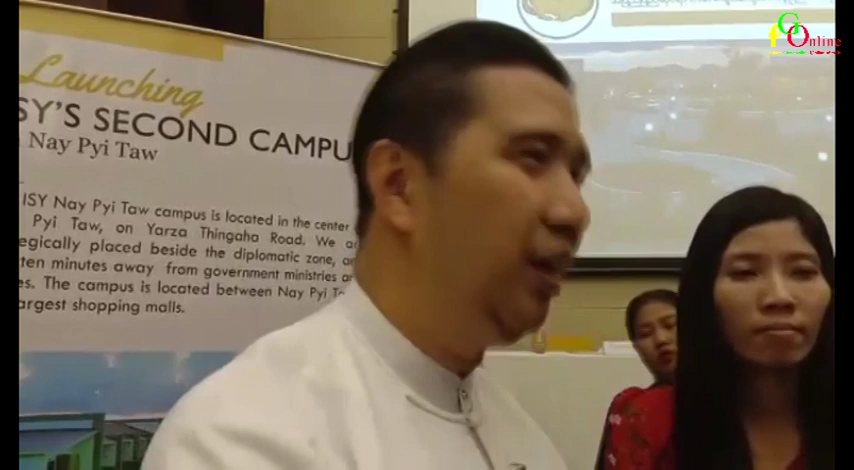 Launching
SY'S SECOND CAMPU
Nay Pyi Taw
ISY Nay Pyi Taw campus is located in the center
Pyi Taw, on Yarza Thingaha Road. We a
egically placed beside the diplomatic zone, a
ten minutes away from government ministries a
es. The campus is located between Nay Pyi T
argest shopping malls.
GO
Online